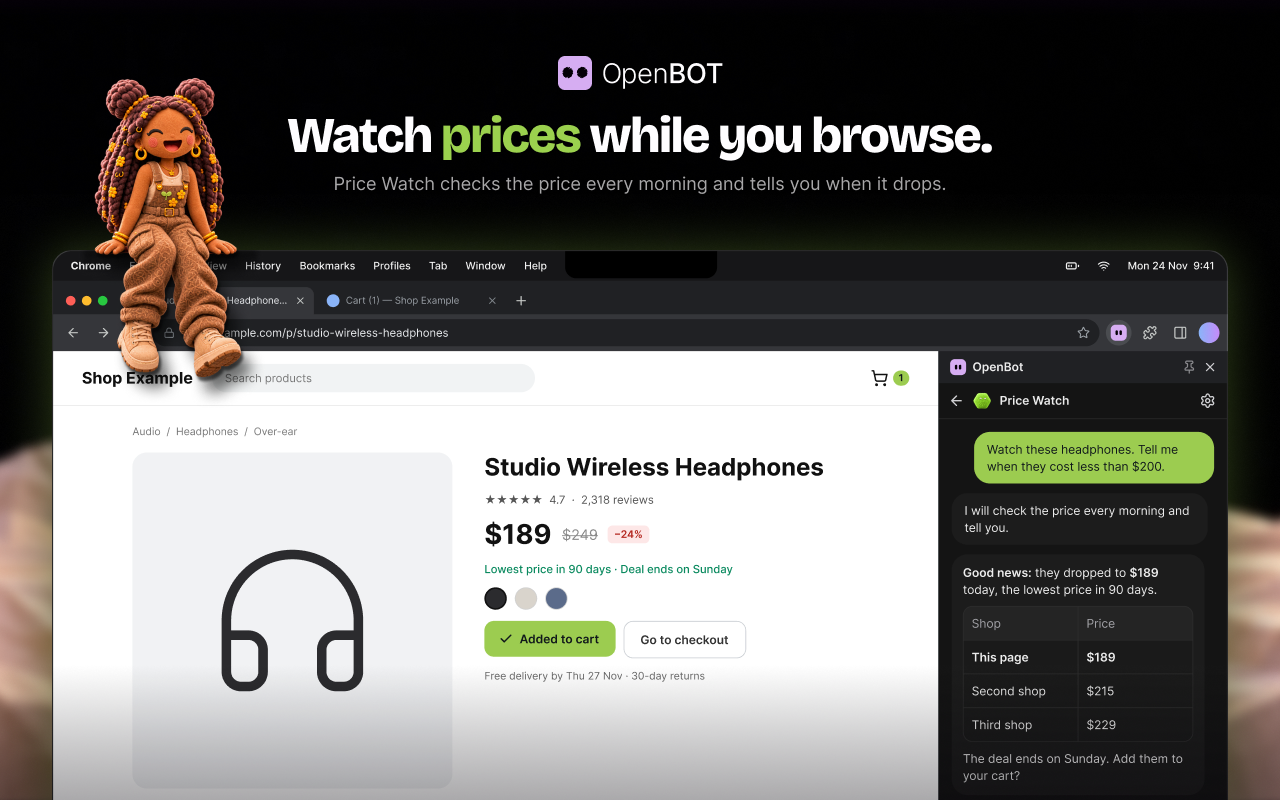 OpenBOT
Watch prices while you browse.
Price Watch checks the price every morning and tells you when it drops.
Chrome History Bookmarks Profiles Tab Window Help Mon 24 Nov 9:41
Headphone... Cart (1) — Shop Example
ample.com/p/studio-wireless-headphones
Shop Example
Search products
1
Audio / Headphones / Over-ear
Studio Wireless Headphones
★★★★★ 4.7 · 2,318 reviews
$189 $249 −24%
Lowest price in 90 days · Deal ends on Sunday
Added to cart
Go to checkout
Free delivery by Thu 27 Nov · 30-day returns
OpenBot
Price Watch
Watch these headphones. Tell me
when they cost less than $200.
I will check the price every morning and
tell you.
Good news: they dropped to $189
today, the lowest price in 90 days.
Shop Price
This page $189
Second shop $215
Third shop $229
The deal ends on Sunday. Add them to
your cart?